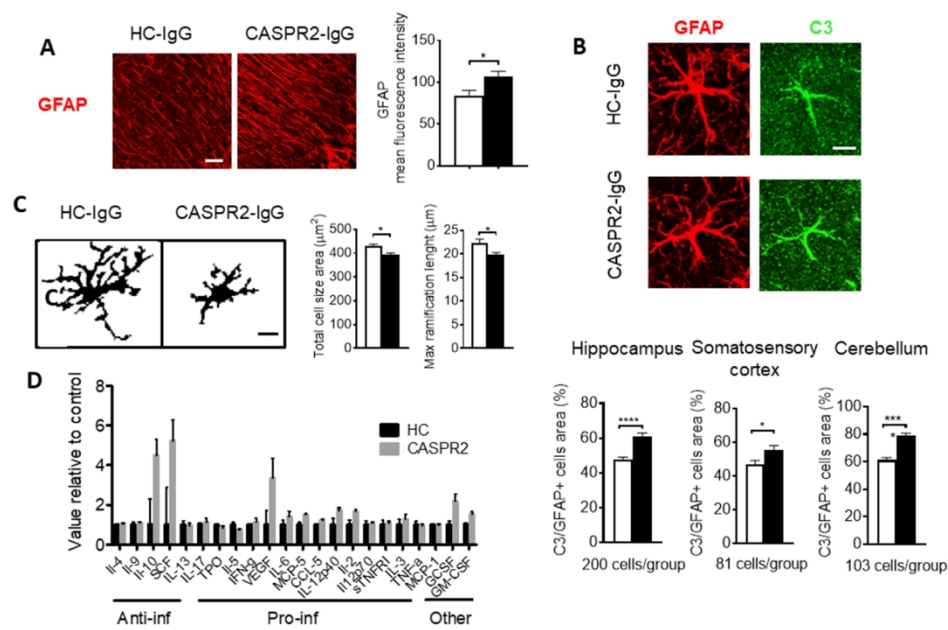 A
HC-IgG
CASPR2-IgG
GFAP
GFAP
mean fluorescence intensity
150
100
50
0
*
B
GFAP
C3
HC-IgG
CASPR2-IgG
C
HC-IgG
CASPR2-IgG
Total cell size area (µm²)
500
400
300
200
100
0
*
Max ramification lenght (µm)
25
20
15
10
5
0
*
D
Value relative to control
8
6
4
2
0
HC
CASPR2
Il-4
Il-9
Il-10
SCF
IL-13
IL-17
TPO
Il-5
IFN-g
VEGF
IL-6
MCP-5
CCL-5
IL-12p40
Il-2
Il12p70
sTNFRI
IL-3
TNF-a
MCP-1
GCSF
GM-CSF
Anti-inf
Pro-inf
Other
Hippocampus
C3/GFAP+ cells area (%)
80
60
40
20
0
****
200 cells/group
Somatosensory
cortex
C3/GFAP+ cells area (%)
80
60
40
20
0
*
81 cells/group
Cerebellum
C3/GFAP+ cells area (%)
100
80
60
40
20
0
***
*
103 cells/group